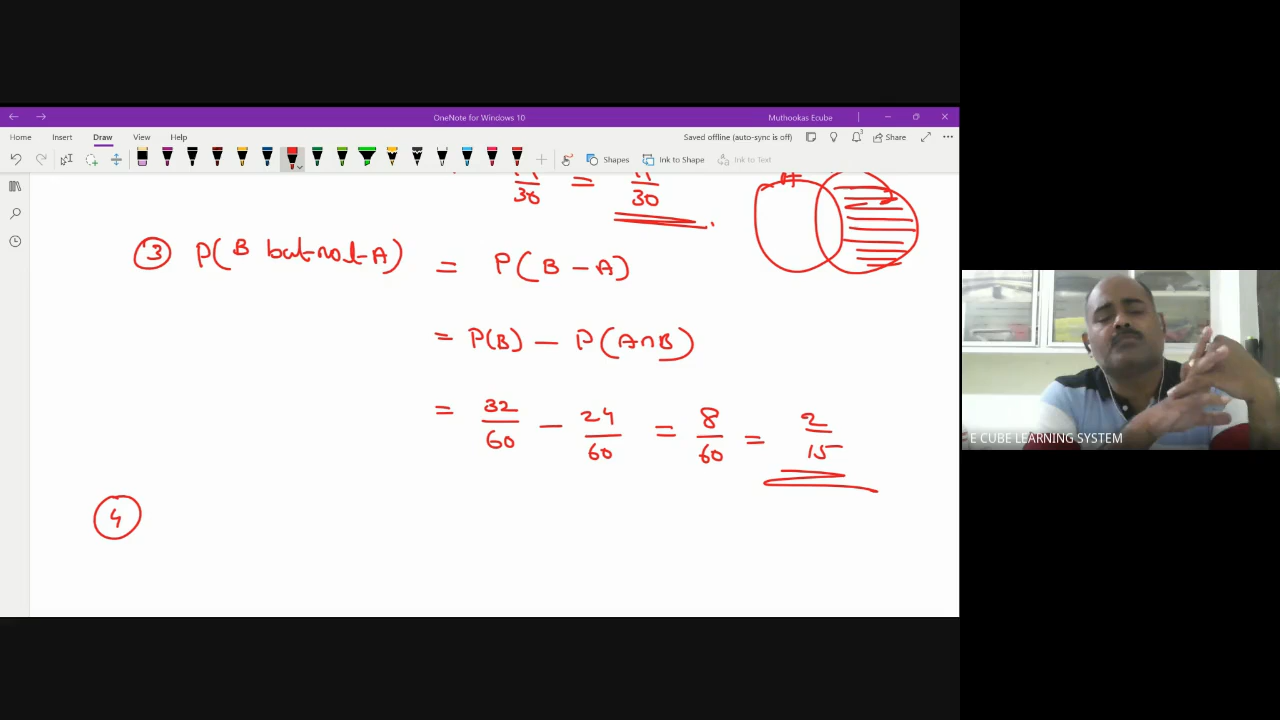 OneNote for Windows 10
Muthookas Ecube
Home Insert Draw View Help
Saved offline (auto-sync is off)
Share
Shapes
Ink to Shape
Ink to Text
30 = 11/30
A
③ P(B but not A) = P(B - A)
= P(B) - P(A∩B)
= 32/60 - 24/60 = 8/60 = 2/15
④
E CUBE LEARNING SYSTEM